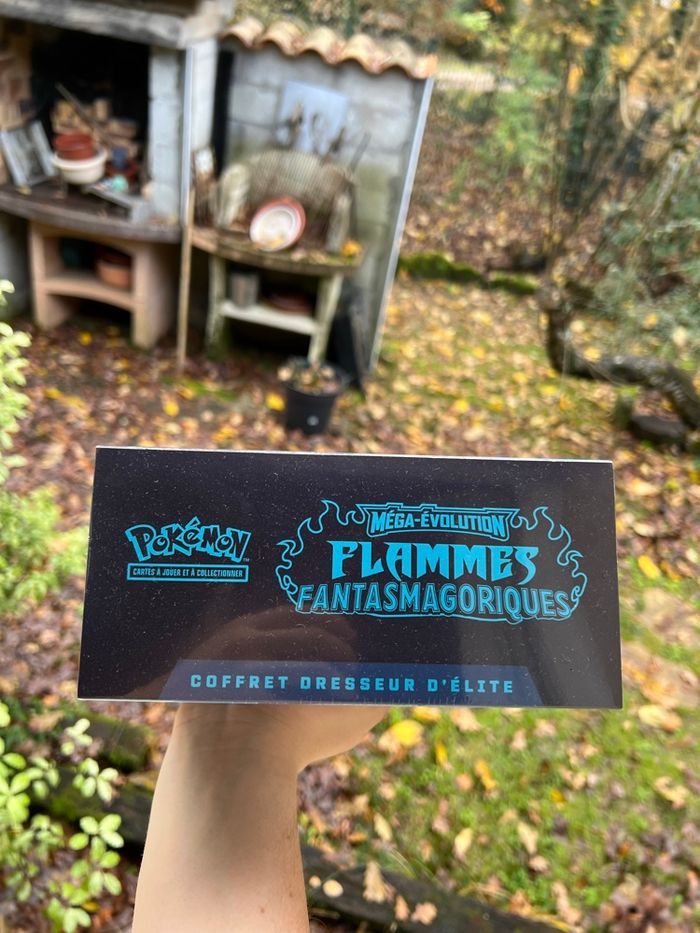 Pokémon
CARTES À JOUER ET À COLLECTIONNER
MÉGA-ÉVOLUTION
FLAMMES
FANTASMAGORIQUES
COFFRET DRESSEUR D'ÉLITE